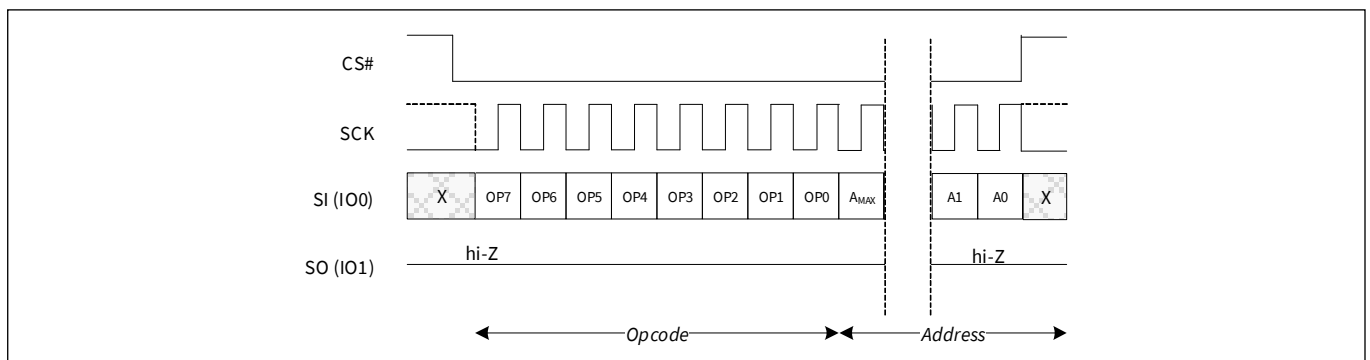 CS#
SCK
SI (IO0) X OP7 OP6 OP5 OP4 OP3 OP2 OP1 OP0 AMAX A1 A0 X
hi-Z hi-Z
SO (IO1)
Opcode Address